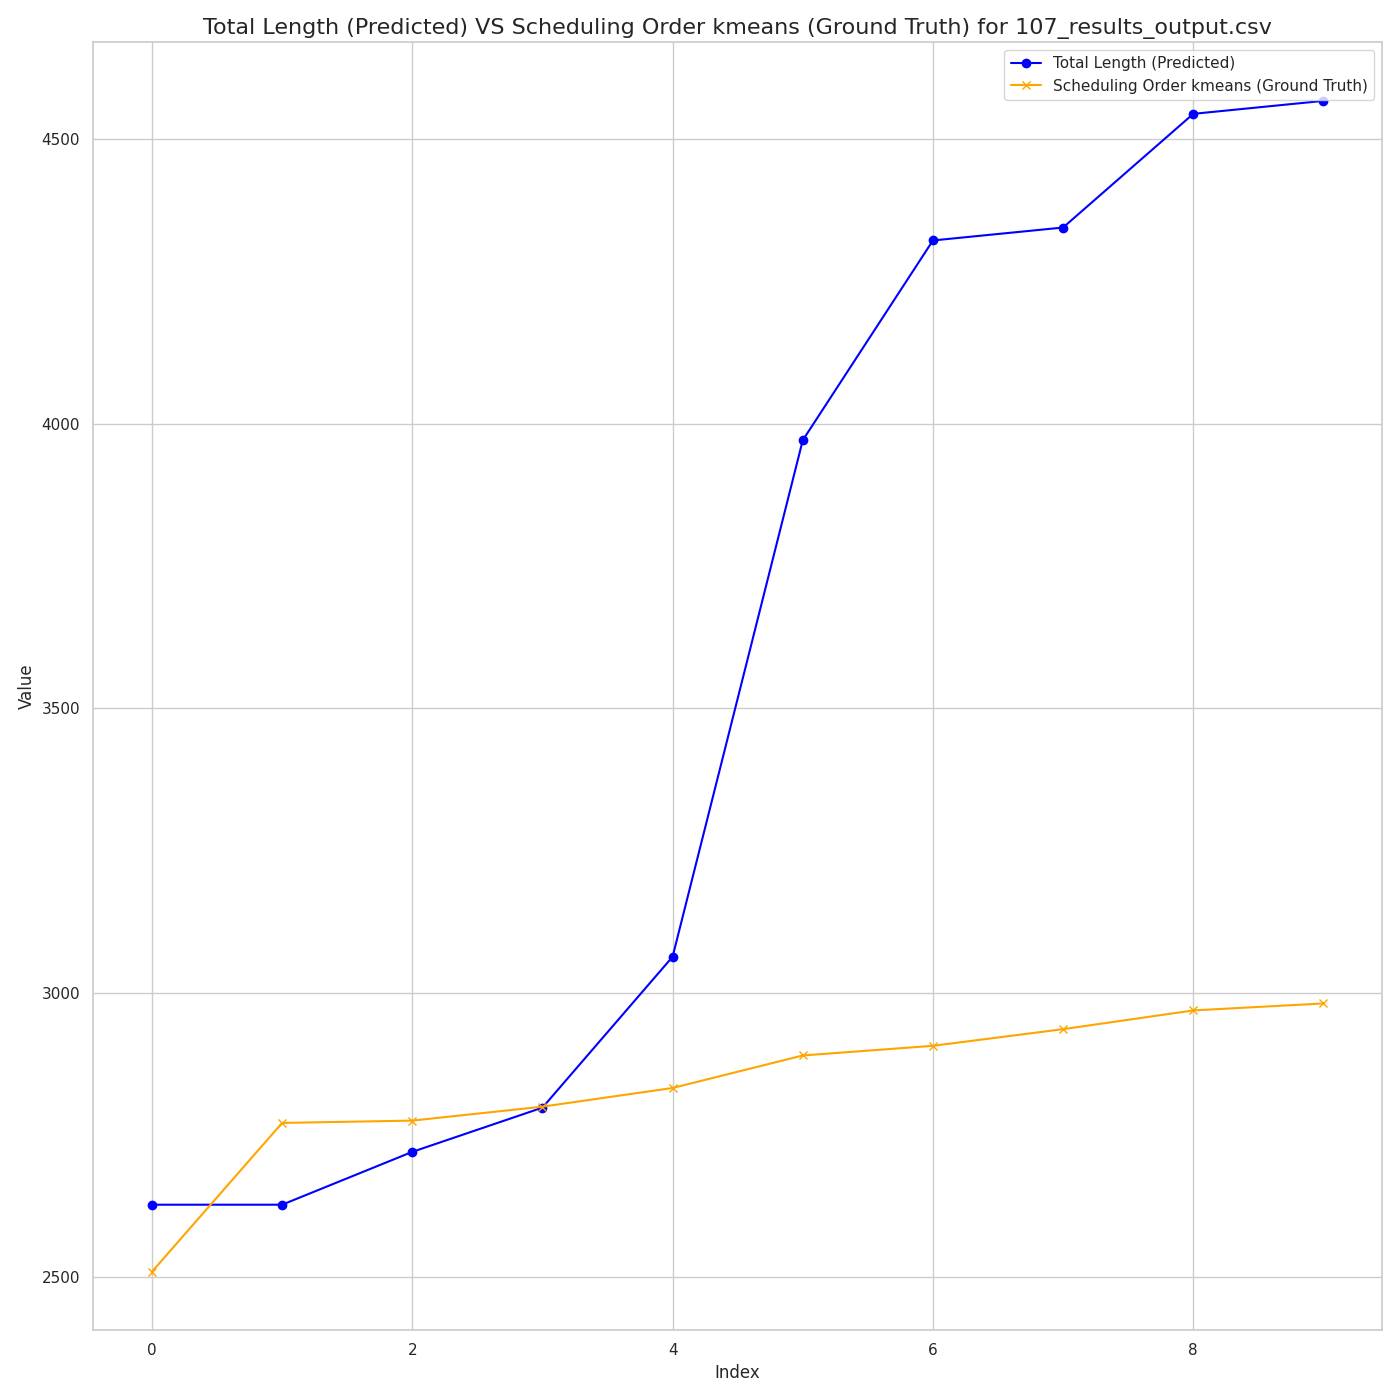 Total Length (Predicted) VS Scheduling Order kmeans (Ground Truth) for 107_results_output.csv
Total Length (Predicted)
Scheduling Order kmeans (Ground Truth)
4500
4000
3500
3000
2500
Value
0 2 4 6 8
Index